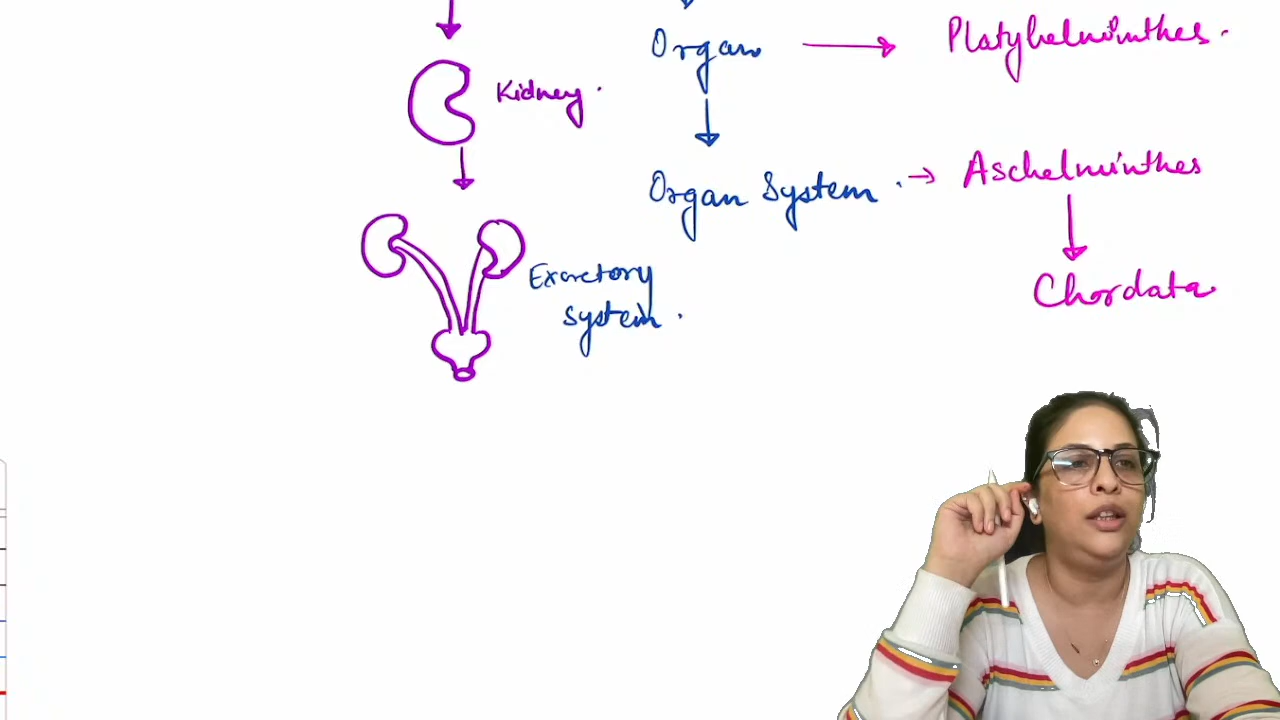 Organ → Platyhelminthes.
Kidney.
Organ System. → Aschelminthes
Chordata
Excretory
System.